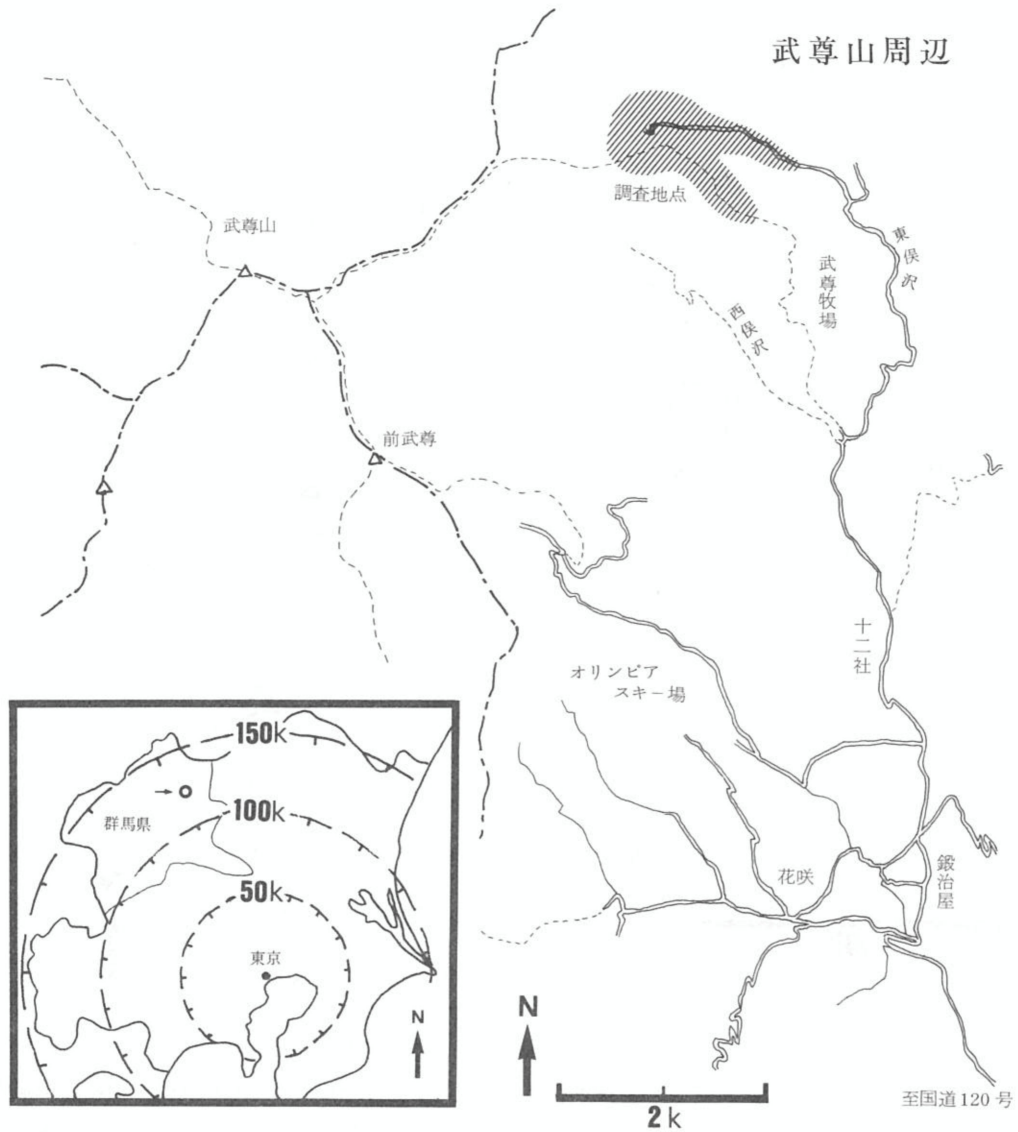 武尊山周辺
調査地点
武尊山
東俣沢
武尊牧場
西俣沢
前武尊
十二社
オリンピア
スキー場
150k
100k
群馬県
50k
東京
N
花咲
鍛治屋
N
2k
至国道120号